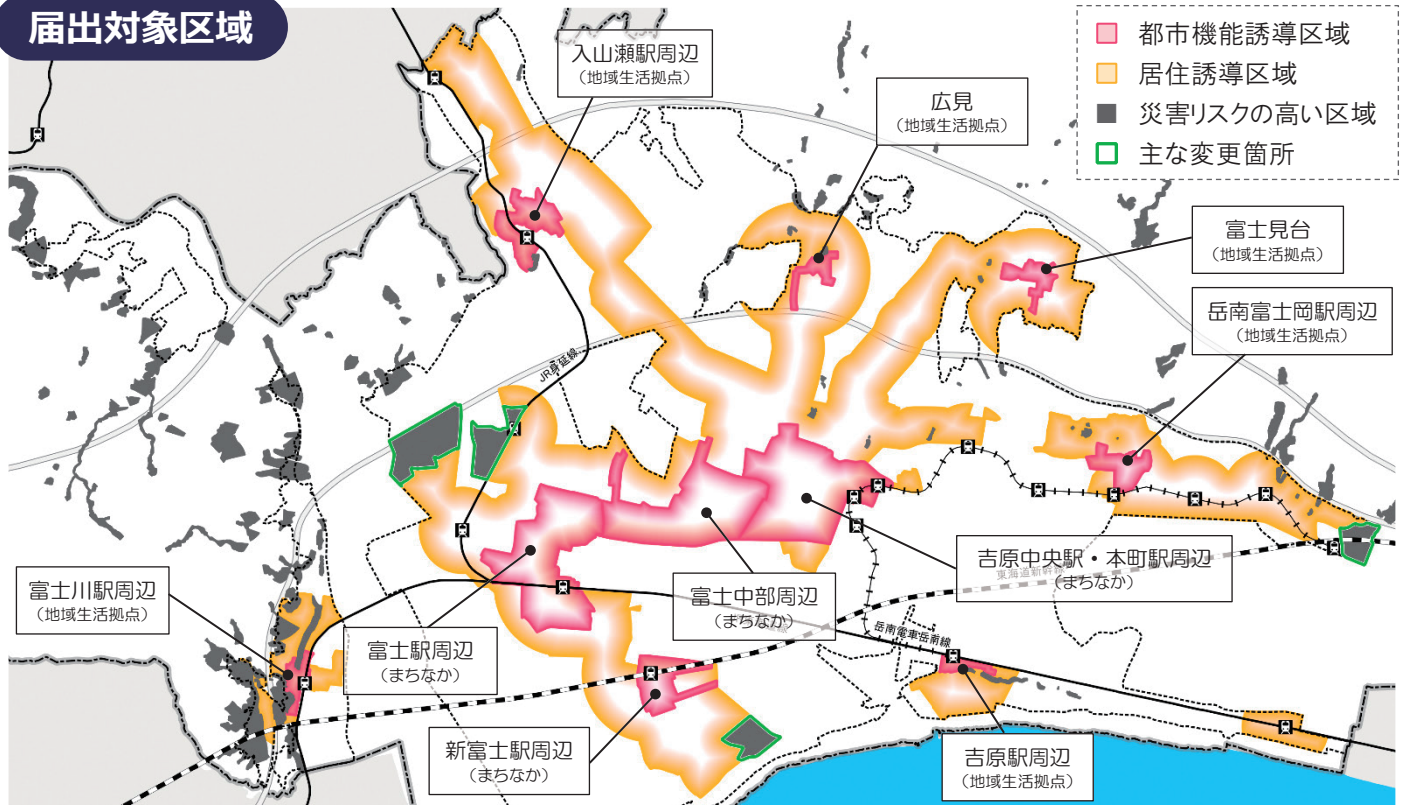 届出対象区域
都市機能誘導区域
居住誘導区域
災害リスクの高い区域
主な変更箇所
入山瀬駅周辺
(地域生活拠点)
広見
(地域生活拠点)
富士見台
(地域生活拠点)
岳南富士岡駅周辺
(地域生活拠点)
JR身延線
吉原中央駅・本町駅周辺
(まちなか)
東海道新幹線
富士川駅周辺
(地域生活拠点)
富士中部周辺
(まちなか)
富士駅周辺
(まちなか)
岳南電車岳南線
新富士駅周辺
(まちなか)
吉原駅周辺
(地域生活拠点)